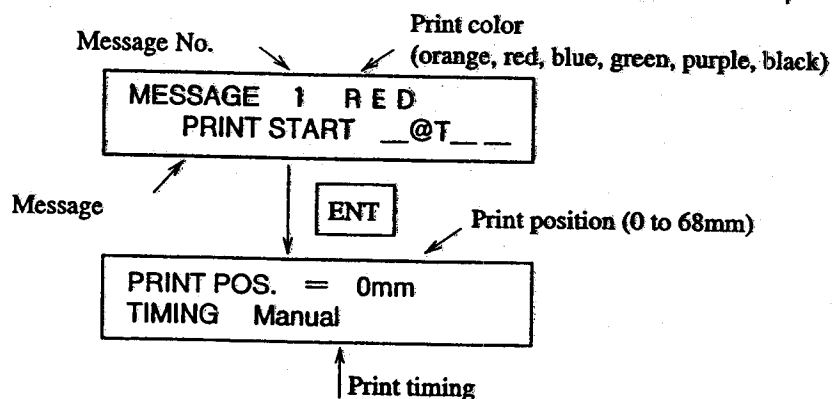 Print color
Message No.
(orange, red, blue, green, purple, black)
MESSAGE 1 RED
PRINT START __@T__ __
Message
ENT
Print position (0 to 68mm)
PRINT POS. = 0mm
TIMING Manual
Print timing